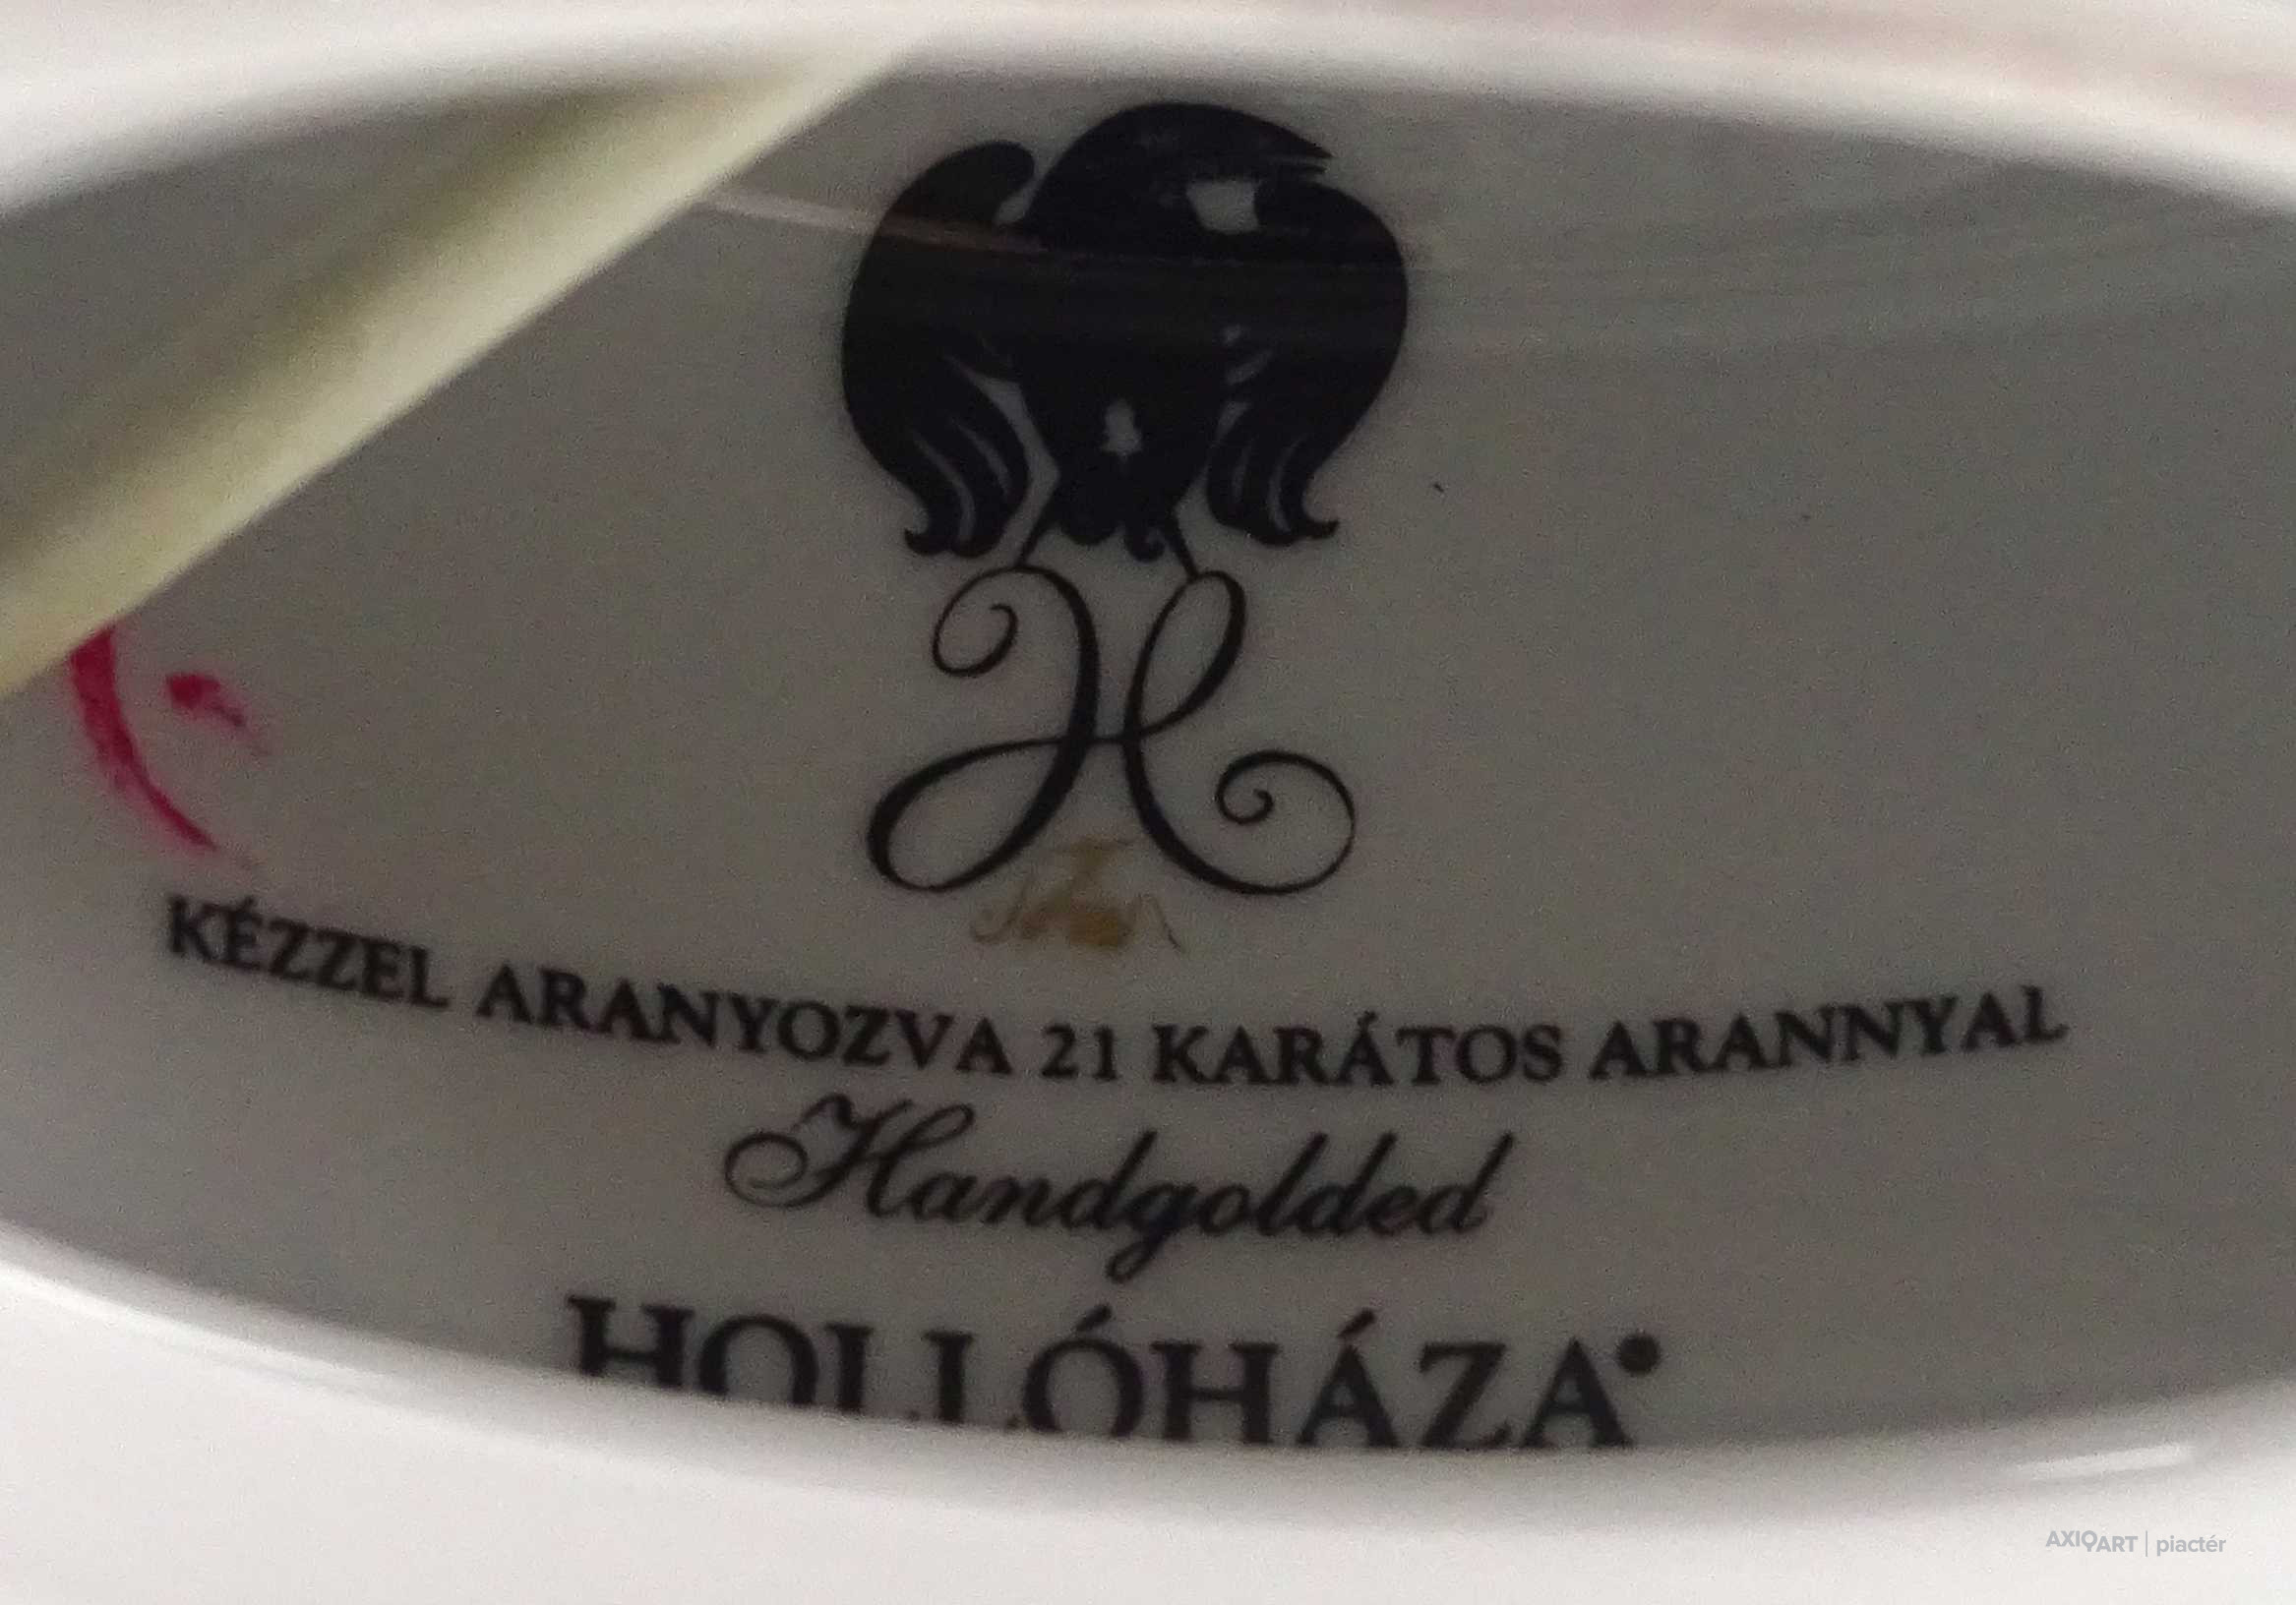 H
KÉZZEL ARANYOZVA 21 KARÁTOS ARANNYAL
Handgolded
HOLLÓHÁZA
AXIOART | piactér